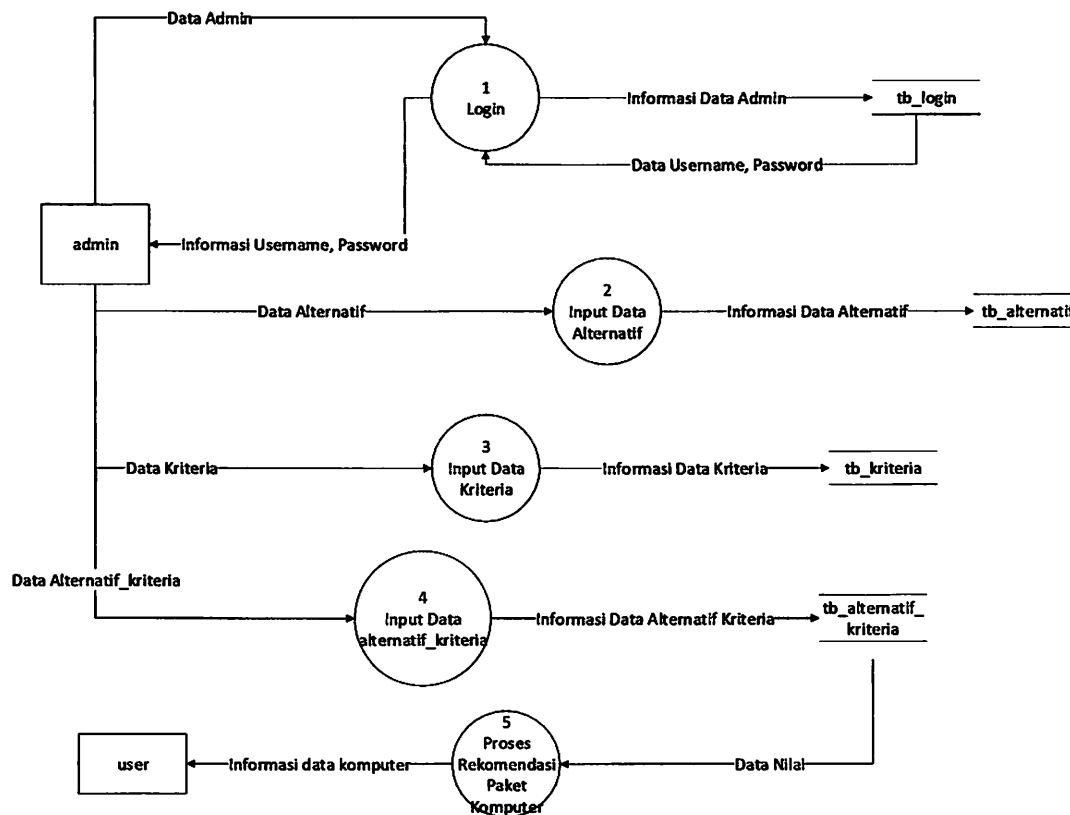 Data Admin
1
Login
Informasi Data Admin
tb_login
Data Username, Password
admin
Informasi Username, Password
2
Input Data
Alternatif
Data Alternatif
Informasi Data Alternatif
tb_alternatif
3
Input Data
Kriteria
Data Kriteria
Informasi Data Kriteria
tb_kriteria
Data Alternatif_kriteria
4
Input Data
alternatif_kriteria
Informasi Data Alternatif Kriteria
tb_alternatif_
kriteria
5
Proses
Rekomendasi
Paket
Komputer
user
Informasi data komputer
Data Nilai